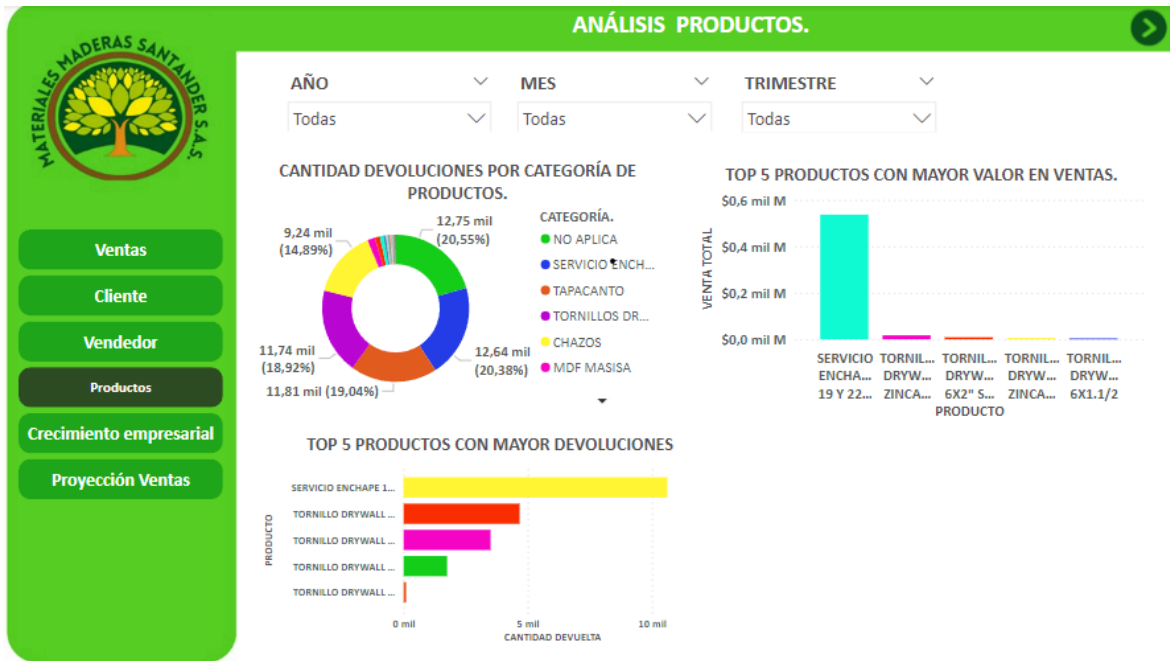 MATERIALES MADERAS SANTANDER S.A.S.
ANÁLISIS PRODUCTOS.
AÑO
MES
TRIMESTRE
Todas
Todas
Todas
Ventas
Cliente
Vendedor
Productos
Crecimiento empresarial
Proyección Ventas
CANTIDAD DEVOLUCIONES POR CATEGORÍA DE
PRODUCTOS.
12,75 mil
(20,55%)
12,64 mil
(20,38%)
11,81 mil (19,04%)
11,74 mil
(18,92%)
9,24 mil
(14,89%)
CATEGORÍA.
NO APLICA
SERVICIO ENCH...
TAPACANTO
TORNILLOS DR...
CHAZOS
MDF MASISA
TOP 5 PRODUCTOS CON MAYOR VALOR EN VENTAS.
VENTA TOTAL
$0,6 mil M
$0,4 mil M
$0,2 mil M
$0,0 mil M
SERVICIO
ENCHA...
19 Y 22...
TORNIL...
DRYW...
ZINCA...
TORNIL...
DRYW...
6X2" S...
TORNIL...
DRYW...
ZINCA...
TORNIL...
DRYW...
6X1.1/2
PRODUCTO
TOP 5 PRODUCTOS CON MAYOR DEVOLUCIONES
PRODUCTO
SERVICIO ENCHAPE 1...
TORNILLO DRYWALL ...
TORNILLO DRYWALL ...
TORNILLO DRYWALL ...
TORNILLO DRYWALL ...
0 mil
5 mil
10 mil
CANTIDAD DEVUELTA